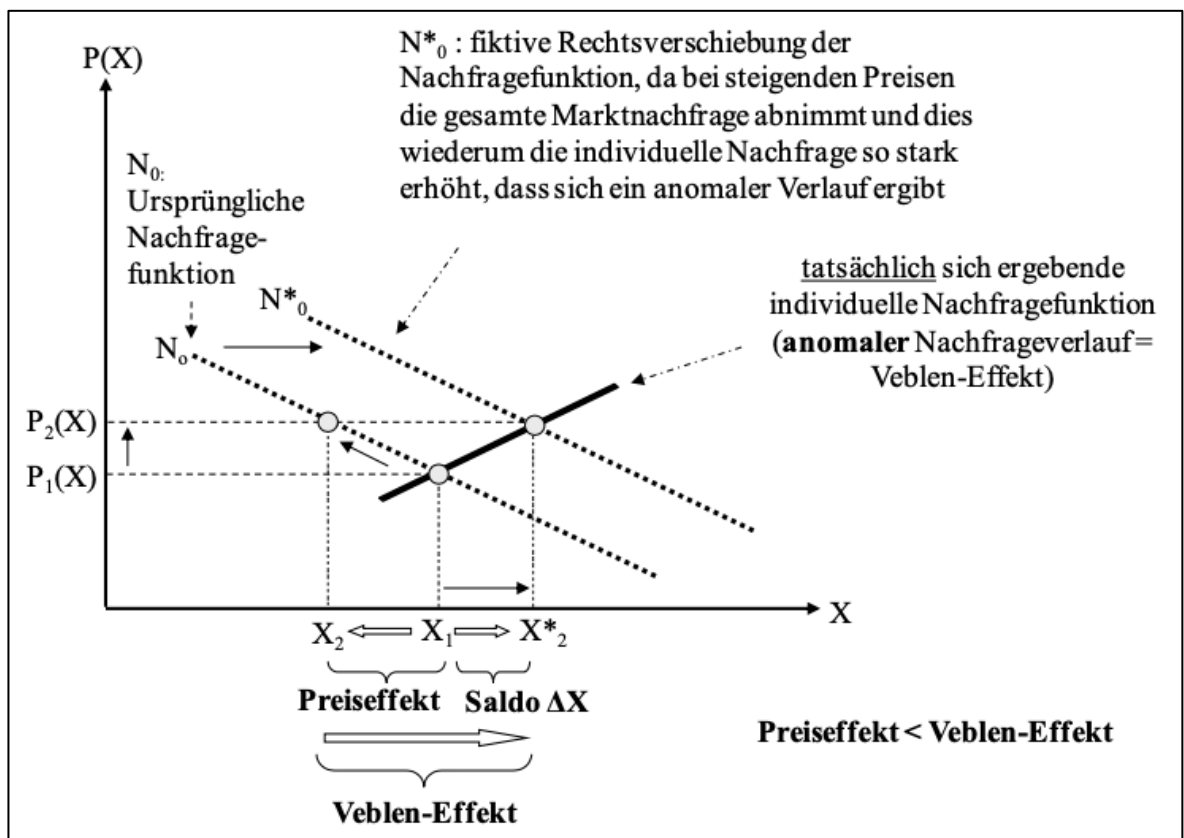 P(X)
N*₀ : fiktive Rechtsverschiebung der
Nachfragefunktion, da bei steigenden Preisen
die gesamte Marktnachfrage abnimmt und dies
wiederum die individuelle Nachfrage so stark
erhöht, dass sich ein anomaler Verlauf ergibt
N₀:
Ursprüngliche
Nachfrage-
funktion
tatsächlich sich ergebende
individuelle Nachfragefunktion
(anomaler Nachfrageverlauf=
Veblen-Effekt)
N*₀
Nₒ
P₂(X)
P₁(X)
X
X₂
X₁
X*₂
Preiseffekt
Saldo ΔX
Preiseffekt < Veblen-Effekt
Veblen-Effekt